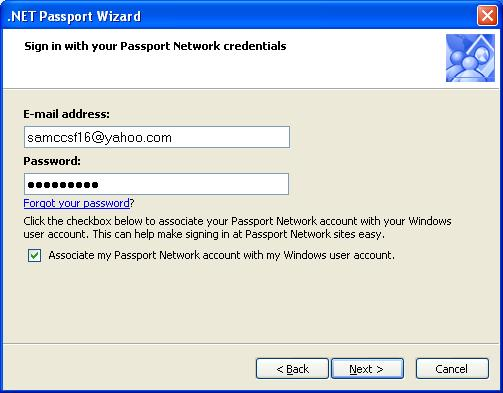 .NET Passport Wizard
Sign in with your Passport Network credentials
E-mail address:
samccsf16@yahoo.com
Password:
●●●●●●●●●
Forgot your password?
Click the checkbox below to associate your Passport Network account with your Windows
user account. This can help make signing in at Passport Network sites easy.
Associate my Passport Network account with my Windows user account.
< Back
Next >
Cancel